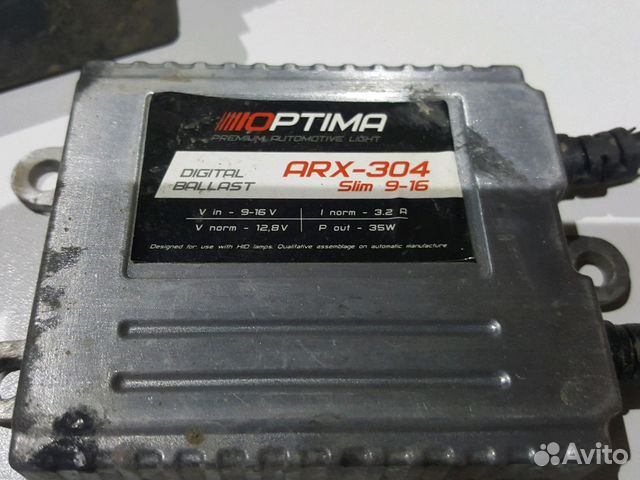 OPTIMA
PREMIUM AUTOMOTIVE LIGHT
DIGITAL BALLAST
ARX-304
Slim 9-16
V in - 9-16 V
I norm - 3.2 A
V norm - 12,8V
P out - 35W
Designed for use with HID lamps. Qualitative assemblage on automatic manufacture
Avito